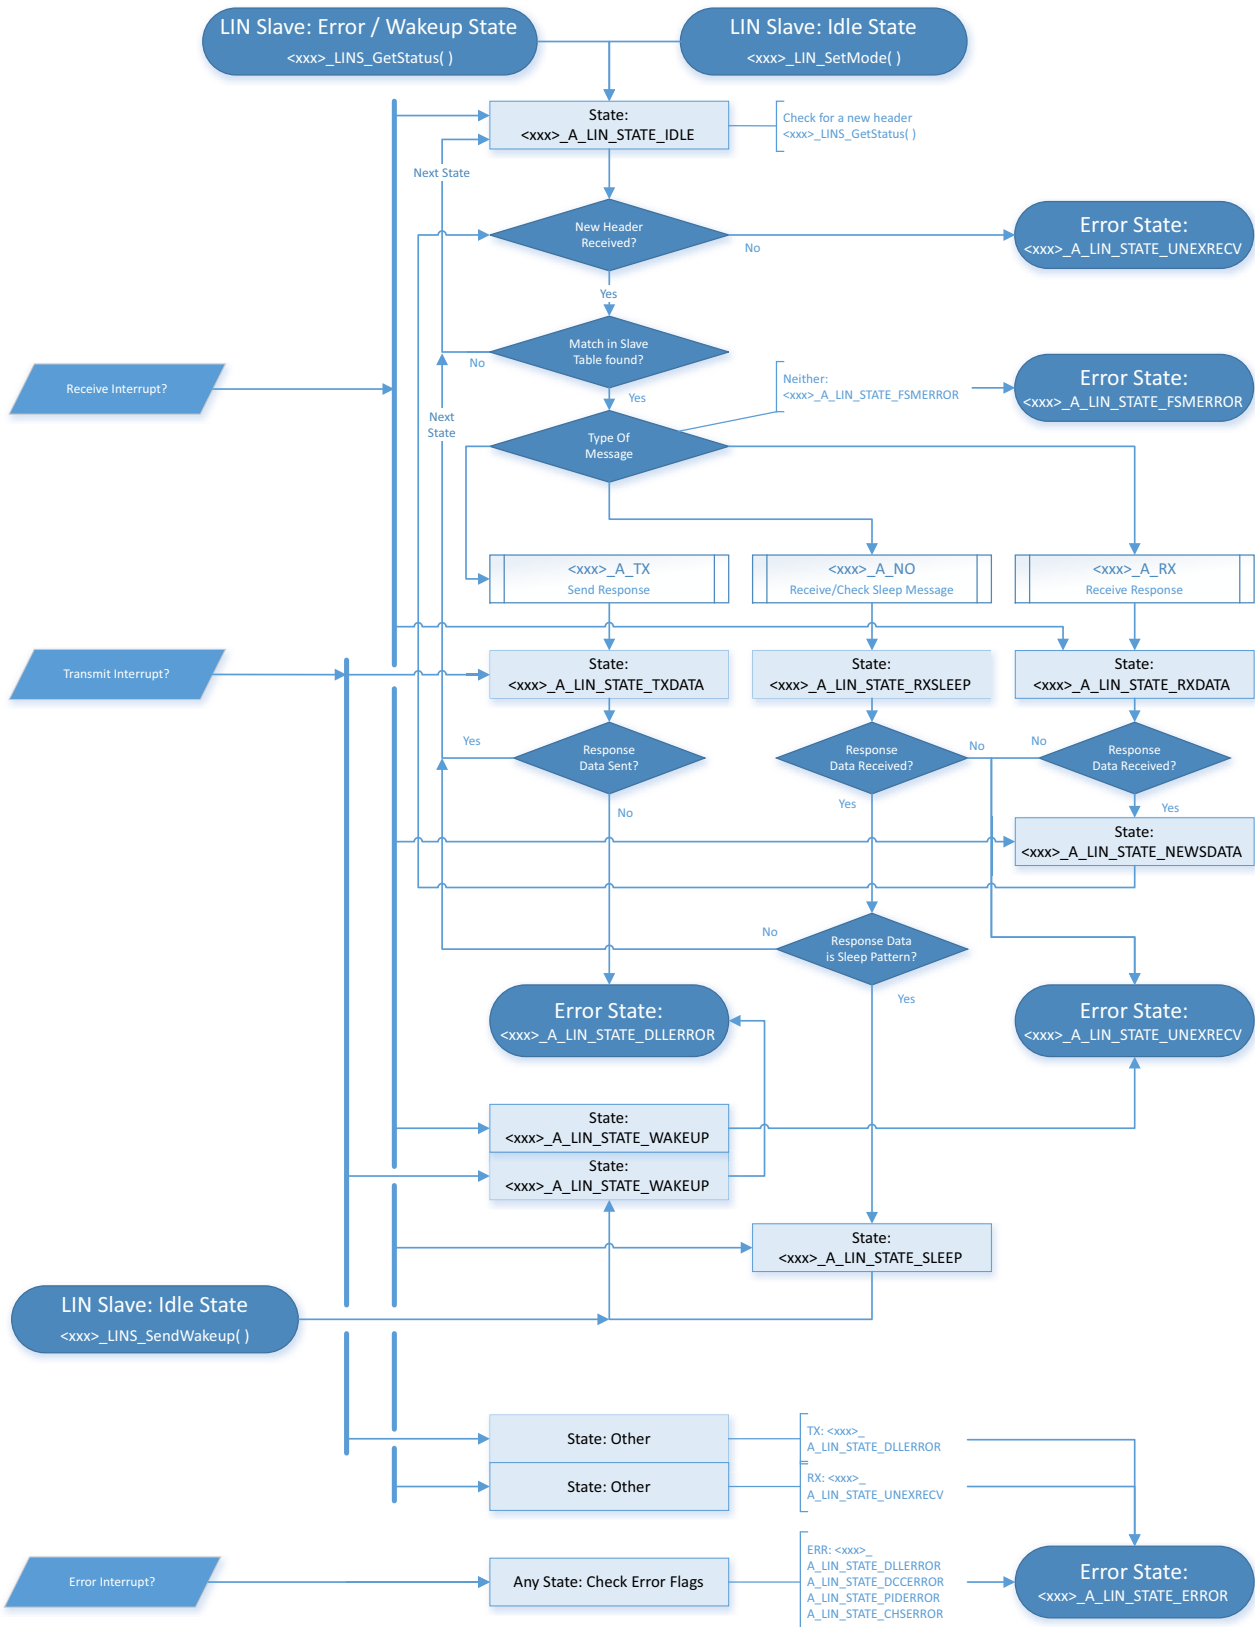 LIN Slave: Error / Wakeup State
<xxx>_LINS_GetStatus( )
LIN Slave: Idle State
<xxx>_LIN_SetMode( )
State:
<xxx>_A_LIN_STATE_IDLE
Check for a new header
<xxx>_LINS_GetStatus( )
Next State
New Header
Received?
No
Error State:
<xxx>_A_LIN_STATE_UNEXRECV
Yes
Match in Slave
Table found?
No
Yes
Receive Interrupt?
Neither:
<xxx>_A_LIN_STATE_FSMERROR
Error State:
<xxx>_A_LIN_STATE_FSMERROR
Next
State
Type Of
Message
<xxx>_A_TX
Send Response
<xxx>_A_NO
Receive/Check Sleep Message
<xxx>_A_RX
Receive Response
Transmit Interrupt?
State:
<xxx>_A_LIN_STATE_TXDATA
State:
<xxx>_A_LIN_STATE_RXSLEEP
State:
<xxx>_A_LIN_STATE_RXDATA
Yes
Response
Data Sent?
No
Response
Data Received?
No
Yes
No
Response
Data Received?
Yes
State:
<xxx>_A_LIN_STATE_NEWSDATA
No
Response Data
is Sleep Pattern?
Yes
Error State:
<xxx>_A_LIN_STATE_DLLERROR
Error State:
<xxx>_A_LIN_STATE_UNEXRECV
State:
<xxx>_A_LIN_STATE_WAKEUP
State:
<xxx>_A_LIN_STATE_WAKEUP
State:
<xxx>_A_LIN_STATE_SLEEP
LIN Slave: Idle State
<xxx>_LINS_SendWakeup( )
State: Other
TX: <xxx>_
A_LIN_STATE_DLLERROR
State: Other
RX: <xxx>_
A_LIN_STATE_UNEXRECV
Error Interrupt?
Any State: Check Error Flags
ERR: <xxx>_
A_LIN_STATE_DLLERROR
A_LIN_STATE_DCCERROR
A_LIN_STATE_PIDERROR
A_LIN_STATE_CHSERROR
Error State:
<xxx>_A_LIN_STATE_ERROR